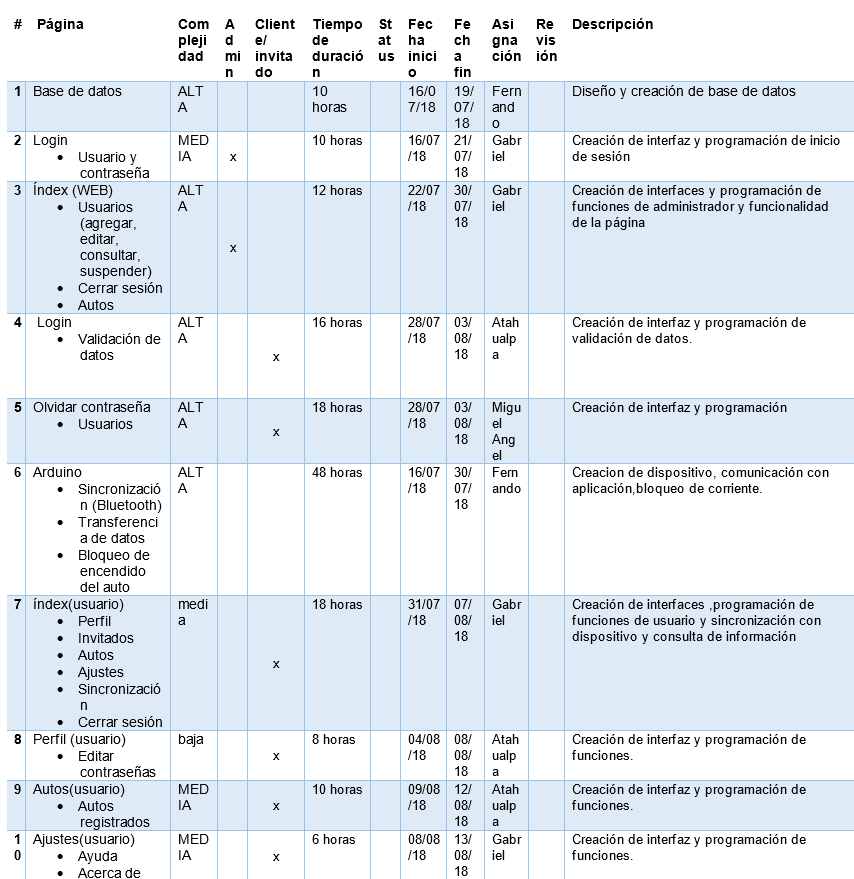 # Página Complejidad Admin Cliente/invitado Tiempo de duración Status Fecha inicio Fecha fin Asignación Revisión Descripción
1 Base de datos ALTA 10 horas 16/07/18 19/07/18 Fernando Diseño y creación de base de datos
2 Login MEDIA 10 horas 16/07/18 21/07/18 Gabriel Creación de interfaz y programación de inicio
• Usuario y x de sesión
contraseña
3 Índex (WEB) ALTA 12 horas 22/07/18 30/07/18 Gabriel Creación de interfaces y programación de
• Usuarios funciones de administrador y funcionalidad
(agregar, de la página
editar,
consultar, x
suspender)
• Cerrar sesión
• Autos
4 Login ALTA 16 horas 28/07/18 03/08/18 Atahualpa Creación de interfaz y programación de
• Validación de validación de datos.
datos x
5 Olvidar contraseña ALTA 18 horas 28/07/18 03/08/18 Miguel Angel Creación de interfaz y programación
• Usuarios x
6 Arduino ALTA 48 horas 16/07/18 30/07/18 Fernando Creacion de dispositivo, comunicación con
• Sincronización (Bluetooth) aplicación,bloqueo de corriente.
• Transferencia de datos
• Bloqueo de
encendido
del auto
7 índex(usuario) media 18 horas 31/07/18 07/08/18 Gabriel Creación de interfaces ,programación de
• Perfil funciones de usuario y sincronización con
• Invitados dispositivo y consulta de información
• Autos x
• Ajustes
• Sincronización
• Cerrar sesión
8 Perfil (usuario) baja 8 horas 04/08/18 08/08/18 Atahualpa Creación de interfaz y programación de
• Editar x funciones.
contraseñas
9 Autos(usuario) MEDIA 10 horas 09/08/18 12/08/18 Atahualpa Creación de interfaz y programación de
• Autos x funciones.
registrados
10 Ajustes(usuario) MEDIA 6 horas 08/08/18 13/08/18 Gabriel Creación de interfaz y programación de
• Ayuda x funciones.
• Acerca de